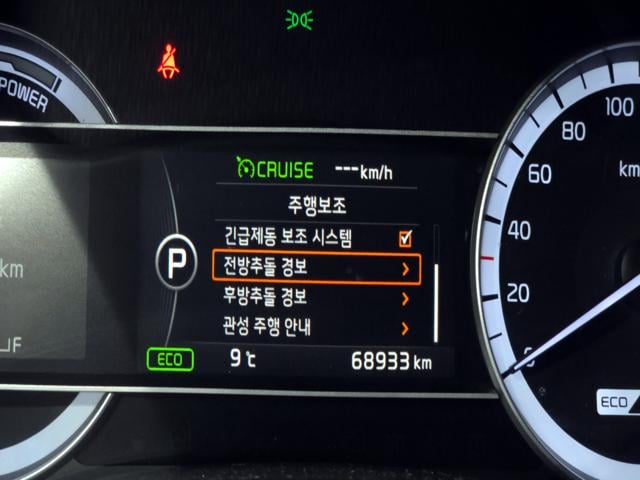 POWER
CRUISE ---km/h
주행보조
긴급제동 보조 시스템
전방추돌 경보
후방추돌 경보
관성 주행 안내
P
ECO 9℃ 68933 km
km
F
100
80
60
40
20
0
km
ECO